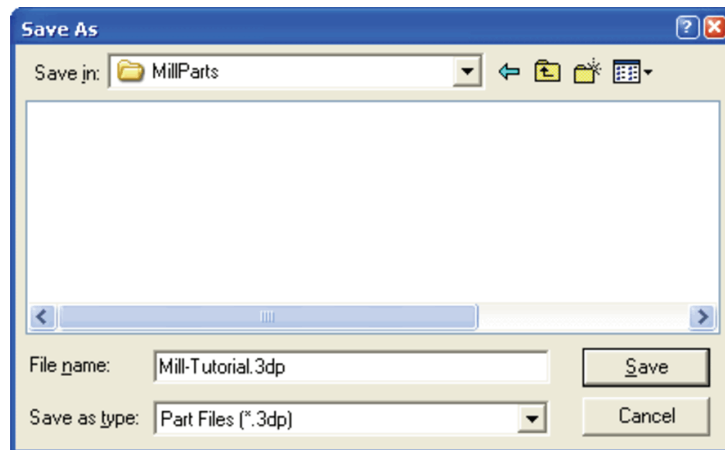 Save As
Save in: MillParts
File name: Mill-Tutorial.3dp Save
Save as type: Part Files (*.3dp) Cancel